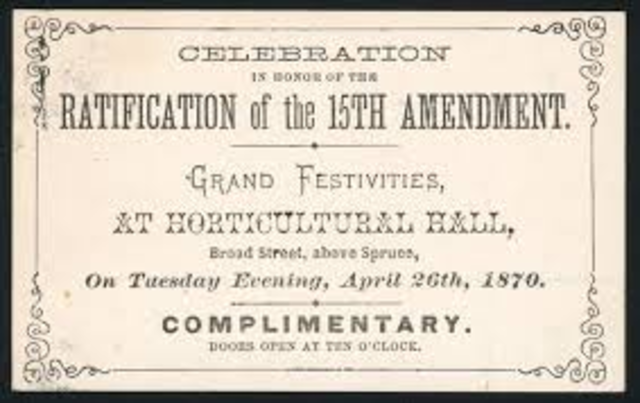 CELEBRATION
IN HONOR OF THE
RATIFICATION of the 15TH AMENDMENT.
GRAND FESTIVITIES,
AT HORTICULTURAL HALL,
Broad Street, above Spruce,
On Tuesday Evening, April 26th, 1870.
COMPLIMENTARY.
DOORS OPEN AT TEN O'CLOCK.